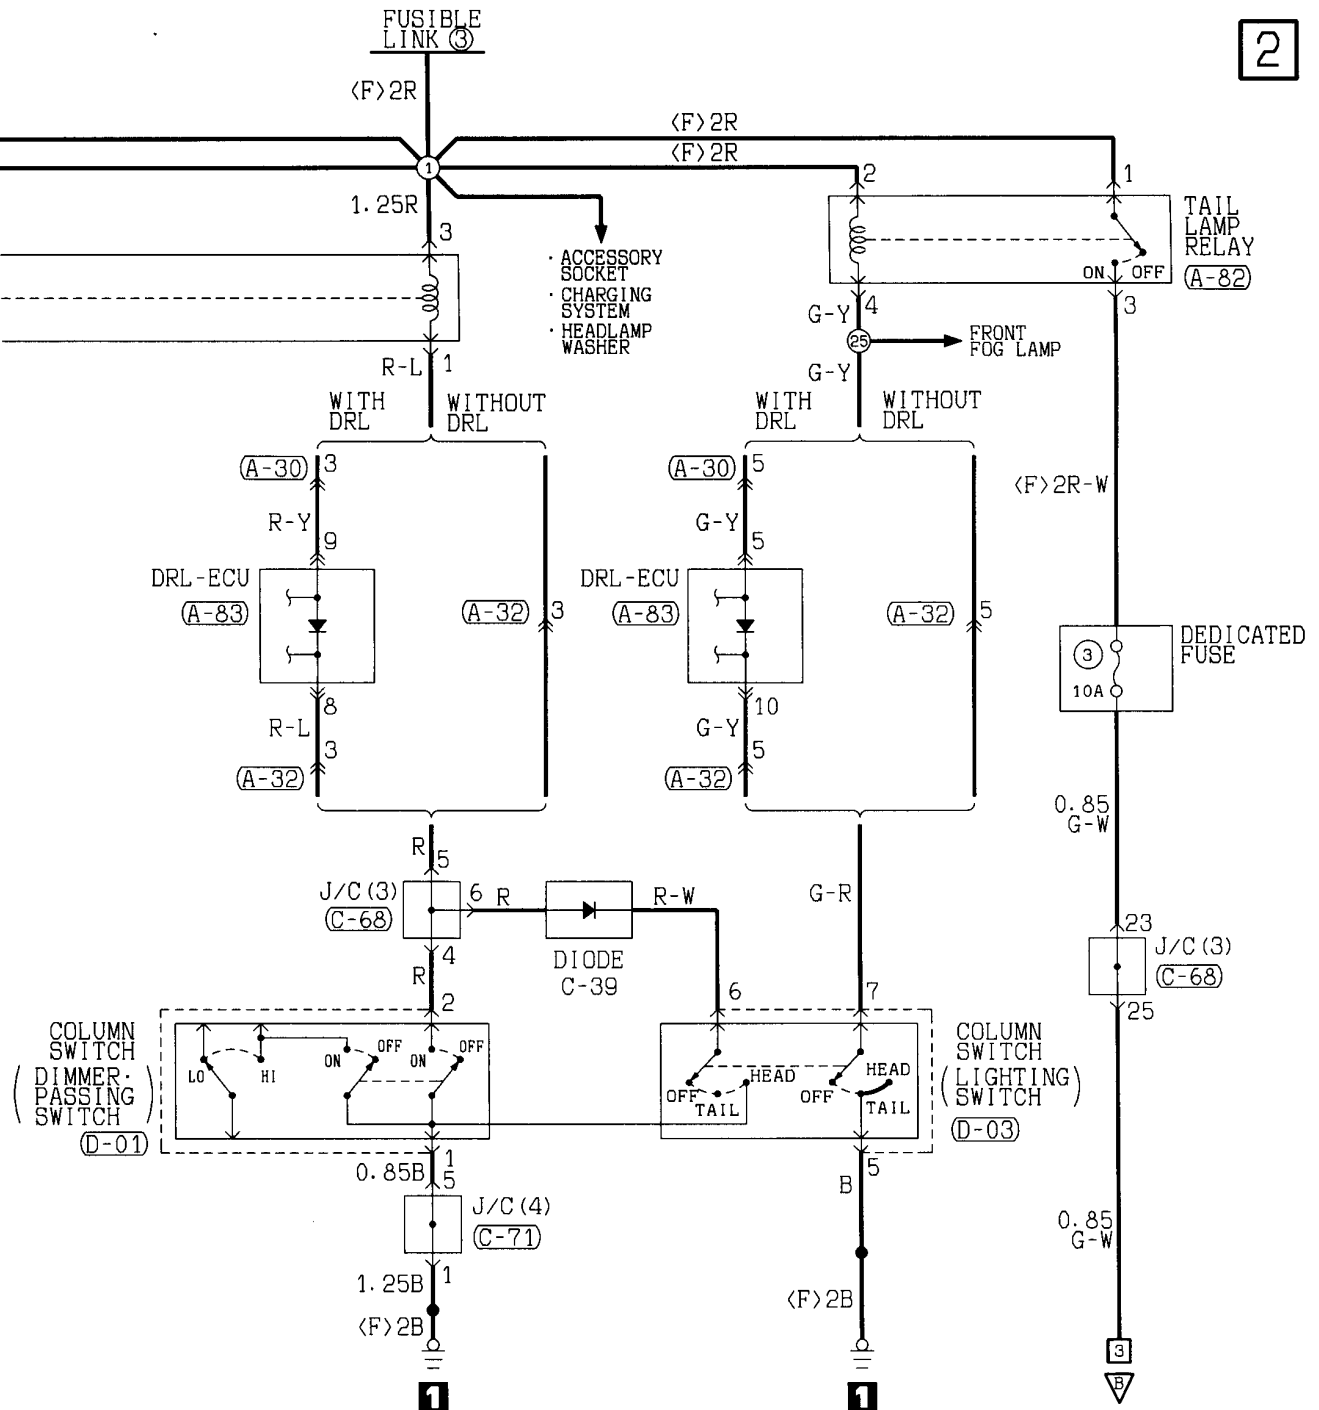 FUSIBLE
LINK ③
2
<F>2R
<F>2R
<F>2R
1
1.25R
3
2
1
TAIL
LAMP
RELAY
A-82
ON OFF
· ACCESSORY
SOCKET
· CHARGING
SYSTEM
· HEADLAMP
WASHER
G-Y
4
3
25
FRONT
FOG LAMP
R-L
1
G-Y
WITH
DRL
WITHOUT
DRL
WITH
DRL
WITHOUT
DRL
A-30
3
A-30
5
<F>2R-W
R-Y
9
G-Y
5
DRL-ECU
A-83
A-32
3
DRL-ECU
A-83
A-32
5
DEDICATED
FUSE
3
10A
8
R-L
3
A-32
10
G-Y
5
A-32
0.85
G-W
R
5
J/C(3)
C-68
6
R
R-W
G-R
DIODE
C-39
4
R
2
6
7
23
J/C(3)
C-68
25
COLUMN
SWITCH
(DIMMER·
PASSING
SWITCH)
D-01
LO
HI
ON
OFF
ON
OFF
OFF
TAIL
HEAD
OFF
HEAD
TAIL
COLUMN
SWITCH
(LIGHTING
SWITCH)
D-03
1
0.85B
5
J/C(4)
C-71
1
1.25B
<F>2B
1
5
B
<F>2B
1
0.85
G-W
3
B